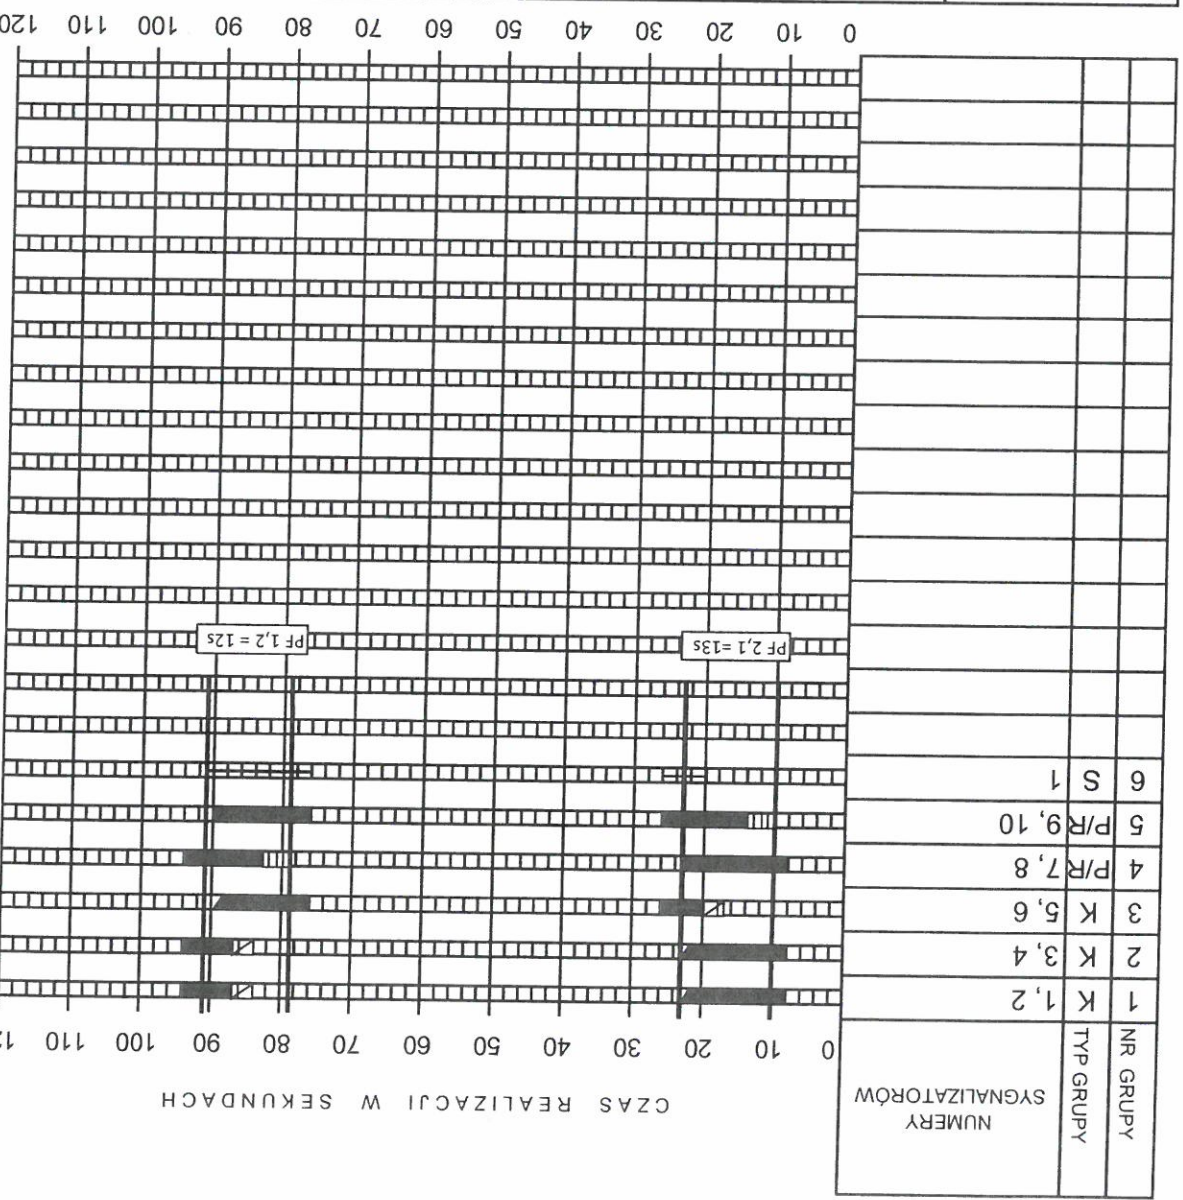 NR GRUPY
TYP GRUPY
NUMERY
SYGNALIZATORÓW
CZAS REALIZACJI W SEKUNDACH
0 10 20 30 40 50 60 70 80 90 100 110 12
1 K 1, 2
2 K 3, 4
3 K 5, 6
4 P/R 7, 8
5 P/R 9, 10
6 S 1
PF 2,1=13s PF 1,2 = 12s
0 10 20 30 40 50 60 70 80 90 100 110 120